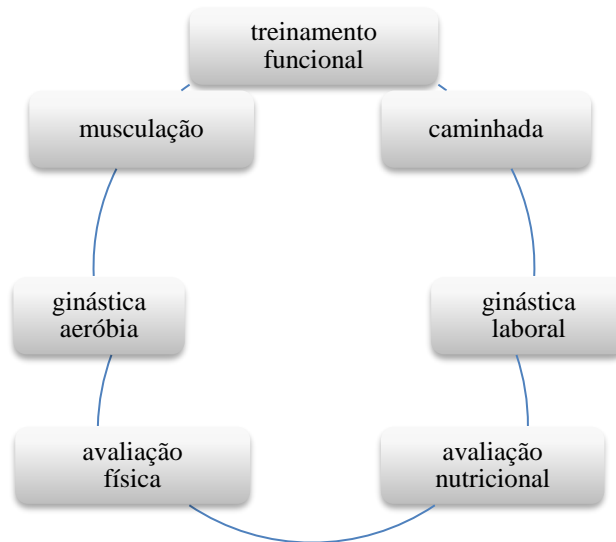 treinamento
funcional
musculação
caminhada
ginástica
aeróbia
ginástica
laboral
avaliação
física
avaliação
nutricional